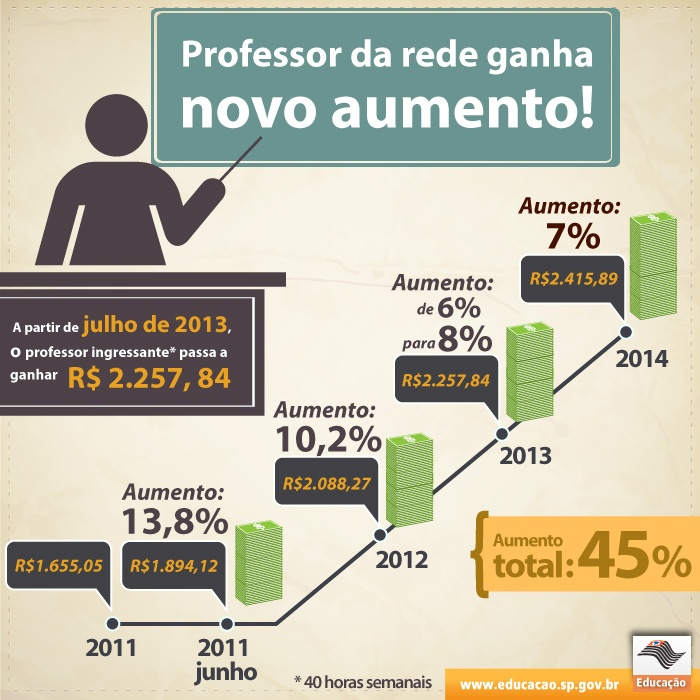 Professor da rede ganha
novo aumento!
A partir de julho de 2013,
O professor ingressante* passa a
ganhar R$ 2.257, 84
Aumento:
7%
R$2.415,89
2014
Aumento:
de 6%
para 8%
R$2.257,84
2013
Aumento:
10,2%
R$2.088,27
2012
Aumento:
13,8%
R$1.894,12
2011
junho
R$1.655,05
2011
Aumento
total: 45%
* 40 horas semanais
www.educacao.sp.gov.br
Educação